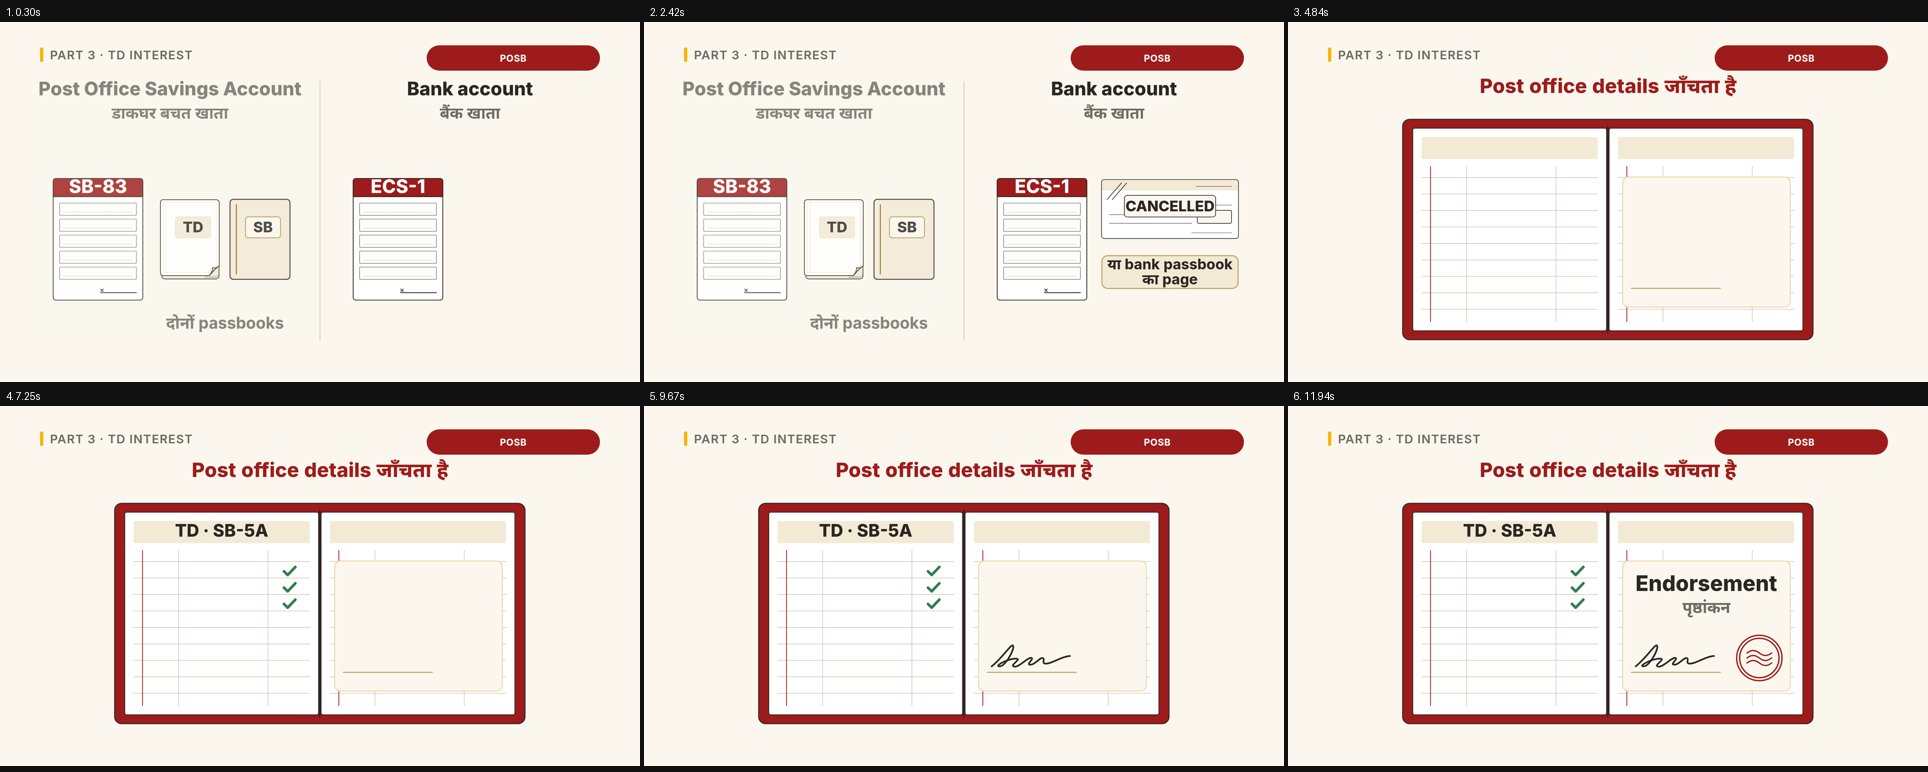 1. 0.30s
PART 3 · TD INTEREST
POSB
Post Office Savings Account
डाकघर बचत खाता
Bank account
बैंक खाता
SB-83
TD
SB
ECS-1
दोनों passbooks
2. 2.42s
PART 3 · TD INTEREST
POSB
Post Office Savings Account
डाकघर बचत खाता
Bank account
बैंक खाता
SB-83
TD
SB
ECS-1
CANCELLED
या bank passbook
का page
दोनों passbooks
3. 4.84s
PART 3 · TD INTEREST
POSB
Post office details जाँचता है
4. 7.25s
PART 3 · TD INTEREST
POSB
Post office details जाँचता है
TD · SB-5A
5. 9.67s
PART 3 · TD INTEREST
POSB
Post office details जाँचता है
TD · SB-5A
6. 11.94s
PART 3 · TD INTEREST
POSB
Post office details जाँचता है
TD · SB-5A
Endorsement
पृष्ठांकन